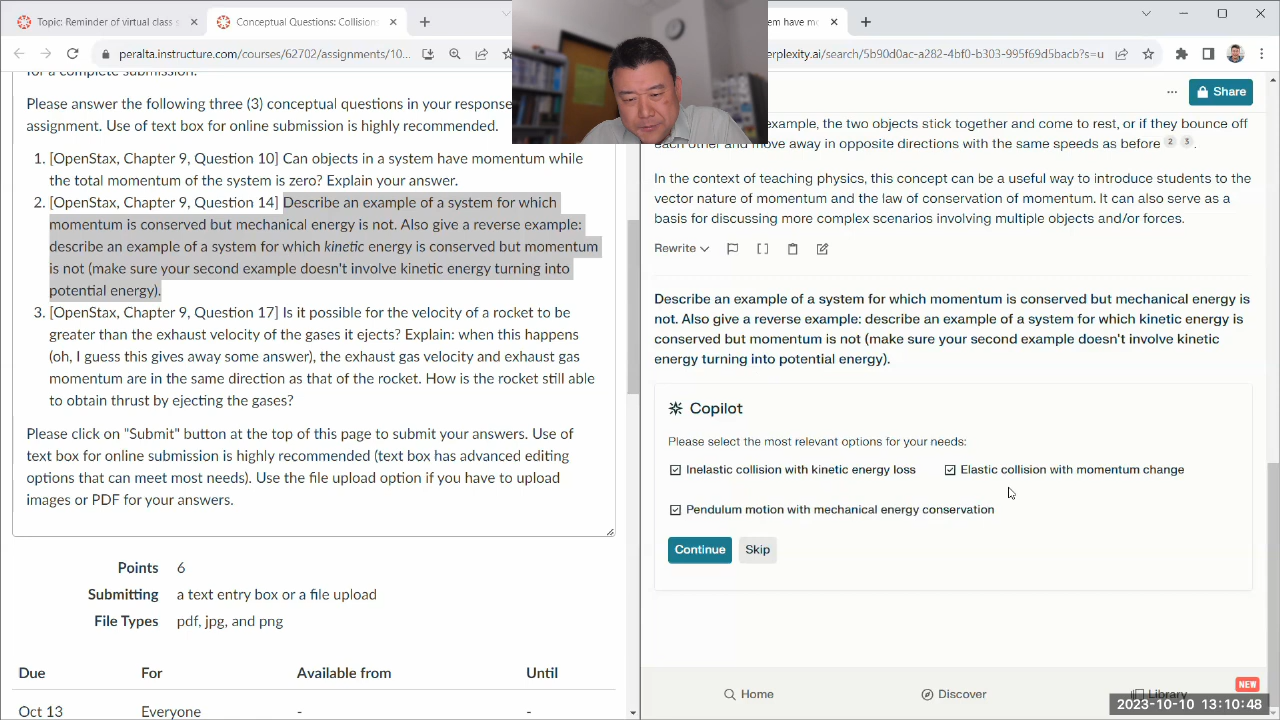 Topic: Reminder of virtual class s
Conceptual Questions: Collisions
em have mo
peralta.instructure.com/courses/62702/assignments/10...
erplexity.ai/search/5b90d0ac-a282-4bf0-b303-995f69d5bacb?s=u
for a complete submission.
Please answer the following three (3) conceptual questions in your response
assignment. Use of text box for online submission is highly recommended.
1. [OpenStax, Chapter 9, Question 10] Can objects in a system have momentum while
the total momentum of the system is zero? Explain your answer.
2. [OpenStax, Chapter 9, Question 14] Describe an example of a system for which
momentum is conserved but mechanical energy is not. Also give a reverse example:
describe an example of a system for which kinetic energy is conserved but momentum
is not (make sure your second example doesn't involve kinetic energy turning into
potential energy).
3. [OpenStax, Chapter 9, Question 17] Is it possible for the velocity of a rocket to be
greater than the exhaust velocity of the gases it ejects? Explain: when this happens
(oh, I guess this gives away some answer), the exhaust gas velocity and exhaust gas
momentum are in the same direction as that of the rocket. How is the rocket still able
to obtain thrust by ejecting the gases?
Please click on "Submit" button at the top of this page to submit your answers. Use of
text box for online submission is highly recommended (text box has advanced editing
options that can meet most needs). Use the file upload option if you have to upload
images or PDF for your answers.
Points 6
Submitting a text entry box or a file upload
File Types pdf, jpg, and png
Due For Available from Until
Oct 13 Everyone - -
Share
example, the two objects stick together and come to rest, or if they bounce off
each other and move away in opposite directions with the same speeds as before 2 3
In the context of teaching physics, this concept can be a useful way to introduce students to the
vector nature of momentum and the law of conservation of momentum. It can also serve as a
basis for discussing more complex scenarios involving multiple objects and/or forces.
Rewrite
Describe an example of a system for which momentum is conserved but mechanical energy is
not. Also give a reverse example: describe an example of a system for which kinetic energy is
conserved but momentum is not (make sure your second example doesn't involve kinetic
energy turning into potential energy).
Copilot
Please select the most relevant options for your needs:
Inelastic collision with kinetic energy loss
Elastic collision with momentum change
Pendulum motion with mechanical energy conservation
Continue
Skip
Home
Discover
Library
NEW
2023-10-10 13:10:48